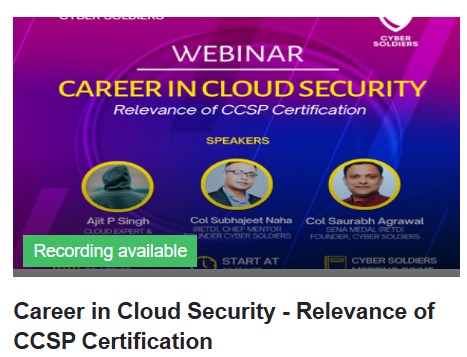 CYBER SOLDIERS
CYBER
SOLDIERS
WEBINAR
CAREER IN CLOUD SECURITY
Relevance of CCSP Certification
SPEAKERS
Ajit P Singh
CLOUD EXPERT &
Col Subhajeet Naha
(RETD), CHIEF MENTOR
FOUNDER CYBER SOLDIERS
Col Saurabh Agrawal
SENA MEDAL (RETD)
FOUNDER, CYBER SOLDIERS
Recording available
START AT
CYBER SOLDIERS
Career in Cloud Security - Relevance of
CCSP Certification